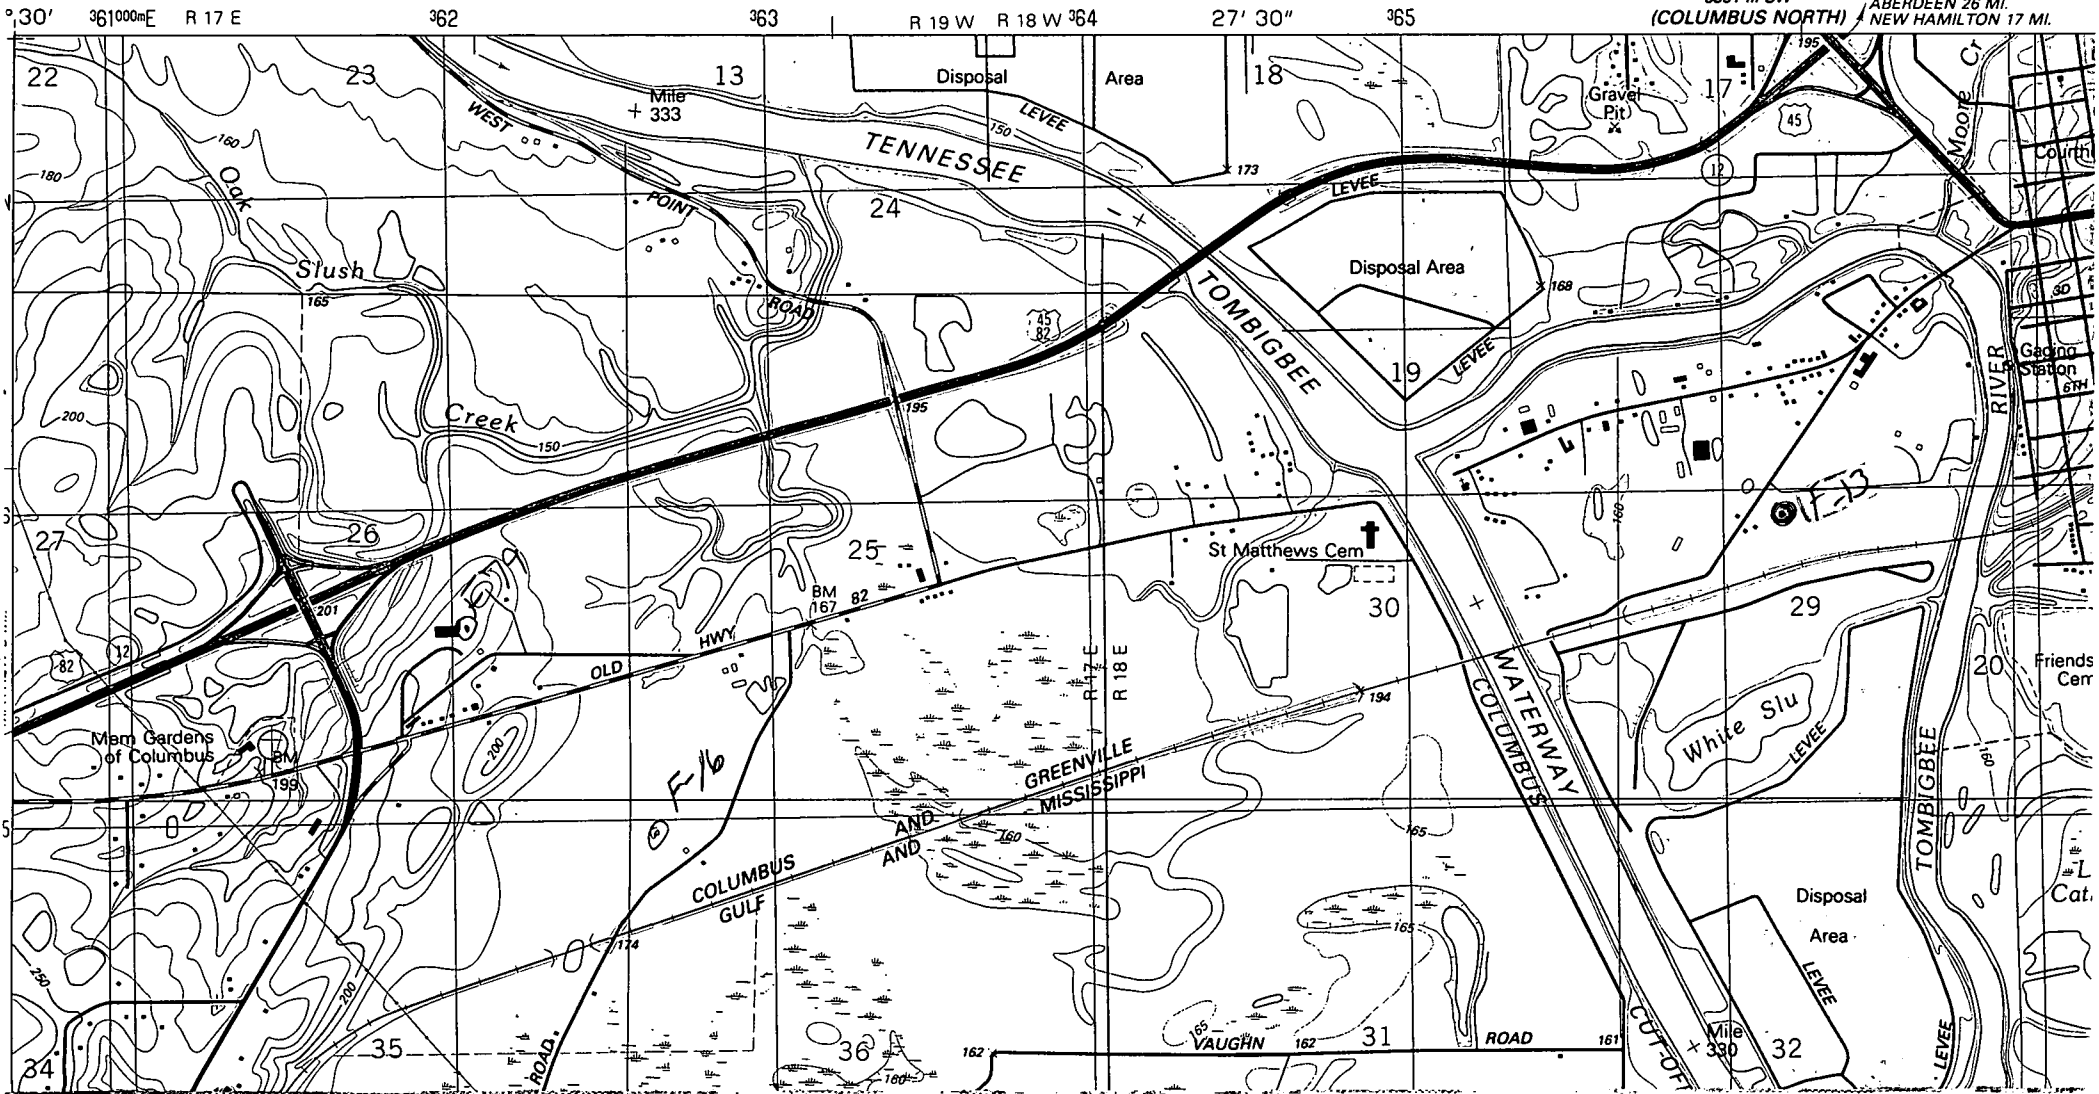 °30' 361000mE R 17 E 362 363 R 19 W R 18 W 364 27' 30" 365
(COLUMBUS NORTH)
ABERDEEN 26 MI.
NEW HAMILTON 17 MI.
195
22 23 13 18 17
Disposal Area
Mile
333
WEST POINT ROAD
LEVEE
150
173
Gravel
Pit
45
12
Moore Cr
TENNESSEE
160
180
Oak
Slush
165
Creek
150
200
24
LEVEE
Disposal Area
168
LEVEE
19
TOMBIGBEE
45
82
195
3D
Gaging
Station
6TH
RIVER
160
F-13
27 26 25
St Matthews Cem
30
29
20
BM
167
82
201
82
12
OLD HWY
R 17 E
R 18 E
194
Friends
Cem
Mem Gardens
of Columbus
BM
199
200
F-16
GREENVILLE
MISSISSIPPI
AND
AND
COLUMBUS
GULF
160
165
WATERWAY
COLUMBUS
White Slu
LEVEE
TOMBIGBEE
160
174
165
Disposal
Area
LEVEE
250
200
34
35
ROAD
36
160
162
VAUGHN
162
165
31
ROAD
161
CUT-OFF
Mile
330
32
LEVEE